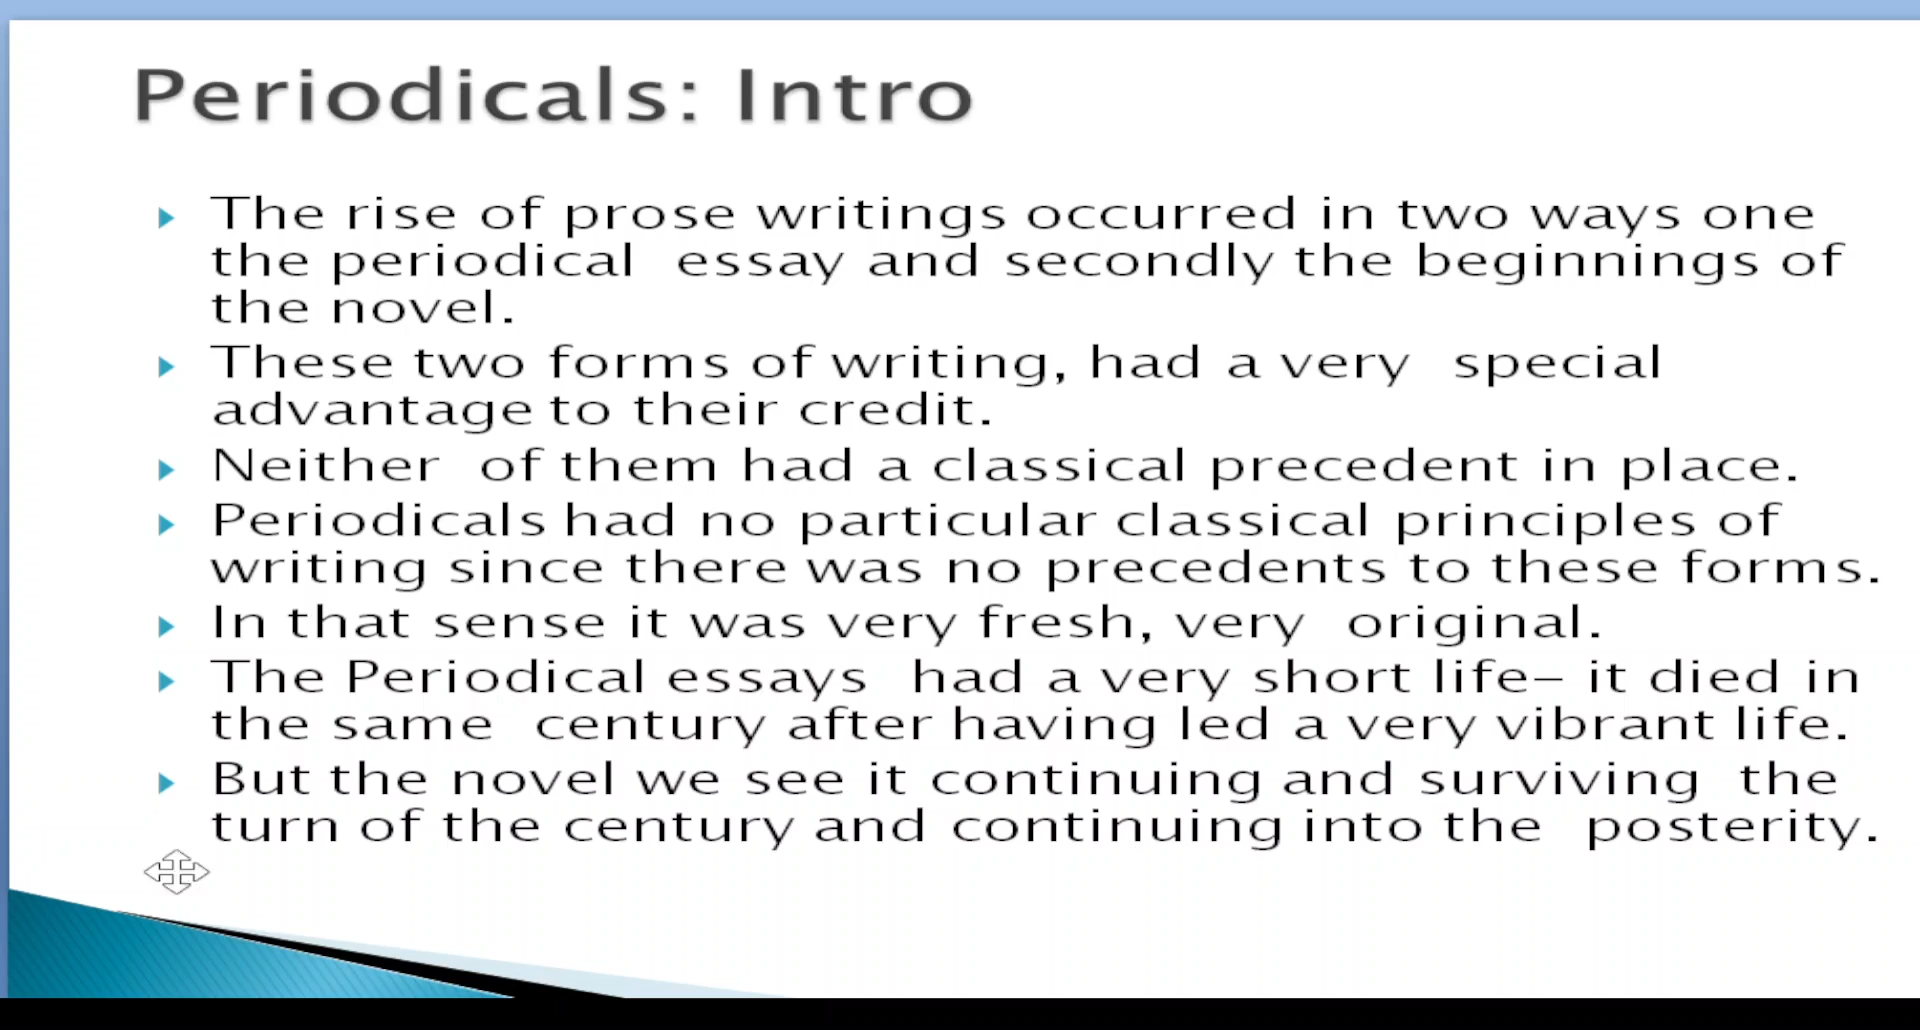 Periodicals: Intro
The rise of prose writings occurred in two ways one
the periodical essay and secondly the beginnings of
the novel.
These two forms of writing, had a very special
advantage to their credit.
Neither of them had a classical precedent in place.
Periodicals had no particular classical principles of
writing since there was no precedents to these forms.
In that sense it was very fresh, very original.
The Periodical essays had a very short life– it died in
the same century after having led a very vibrant life.
But the novel we see it continuing and surviving the
turn of the century and continuing into the posterity.